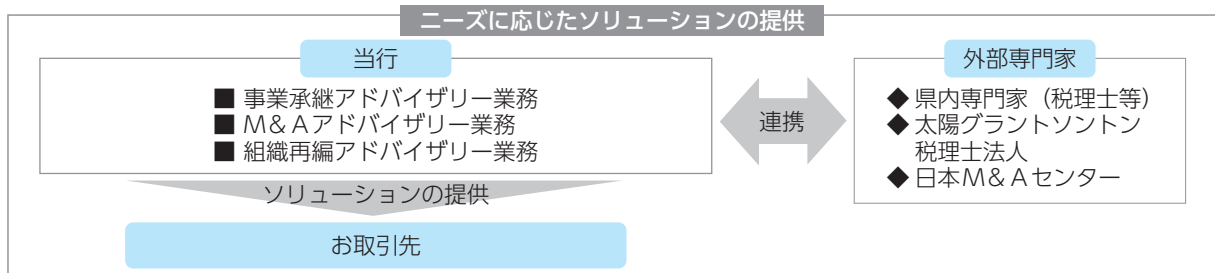 ニーズに応じたソリューションの提供
当行
■ 事業承継アドバイザリー業務
■ M&Aアドバイザリー業務
■ 組織再編アドバイザリー業務
連携
外部専門家
◆ 県内専門家（税理士等）
◆ 太陽グラントソントン
税理士法人
◆ 日本M&Aセンター
ソリューションの提供
お取引先